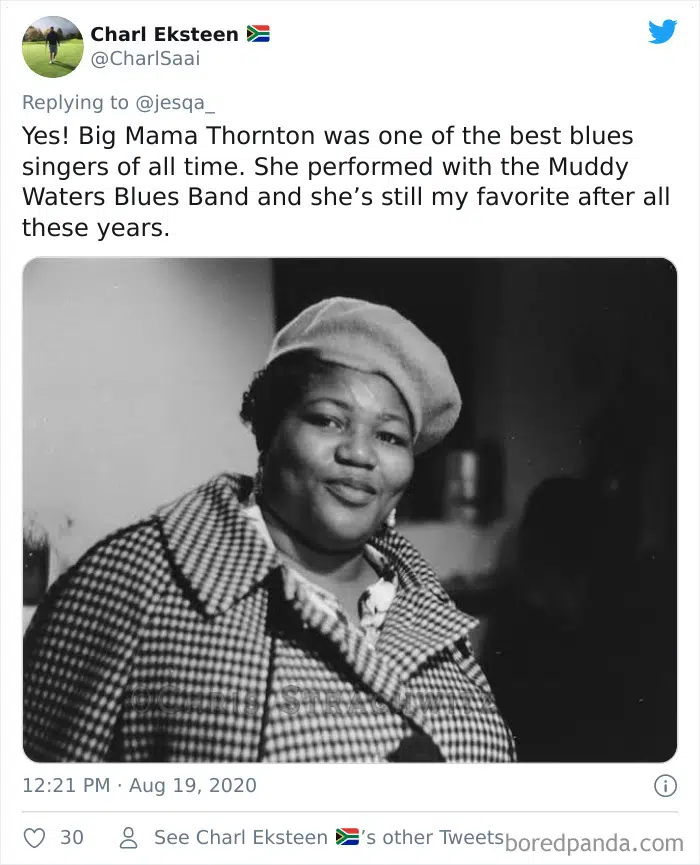 Charl Eksteen 🇿🇦
@CharlSaai
Replying to @jesqa_
Yes! Big Mama Thornton was one of the best blues
singers of all time. She performed with the Muddy
Waters Blues Band and she’s still my favorite after all
these years.
©Chris Strachwitz
12:21 PM · Aug 19, 2020
30
See Charl Eksteen 🇿🇦’s other Tweets
boredpanda.com